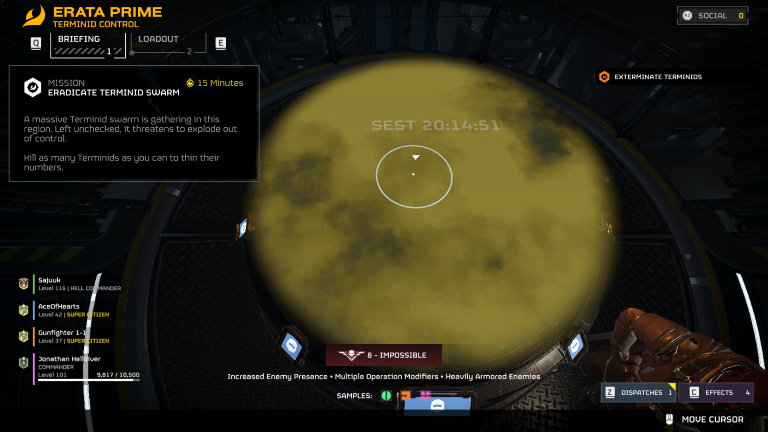 ERATA PRIME
TERMINID CONTROL
Q
BRIEFING
1
LOADOUT
2
E
SOCIAL 0
MISSION
15 Minutes
ERADICATE TERMINID SWARM
A massive Terminid swarm is gathering in this
region. Left unchecked, it threatens to explode out
of control.
Kill as many Terminids as you can to thin their
numbers.
EXTERMINATE TERMINIDS
SEST 20:14:51
Sajuuk
Level 116 | HELL COMMANDER
AceOfHearts
Level 42 | SUPER CITIZEN
Gunfighter 1-1
Level 37 | SUPER CITIZEN
Jonathan Helldiver
COMMANDER
Level 101
9,817 / 10,500
8 - IMPOSSIBLE
Increased Enemy Presence • Multiple Operation Modifiers • Heavily Armored Enemies
SAMPLES:
Z DISPATCHES 1
C EFFECTS 4
MOVE CURSOR